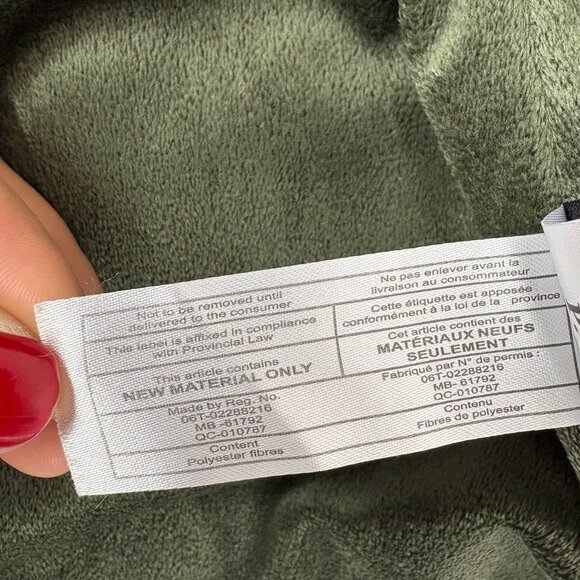 Not to be removed until
delivered to the consumer
This label is affixed in compliance
with Provincial Law
This article contains
NEW MATERIAL ONLY
Made by Reg. No.
06T-02288216
MB -61792
QC-010787
Content
Polyester fibres
Ne pas enlever avant la
livraison au consommateur
Cette étiquette est apposée
conformément à la loi de la province
Cet article contient des
MATÉRIAUX NEUFS
SEULEMENT
Fabriqué par N° de permis :
06T-02288216
MB- 61792
QC-010787
Contenu
Fibres de polyester